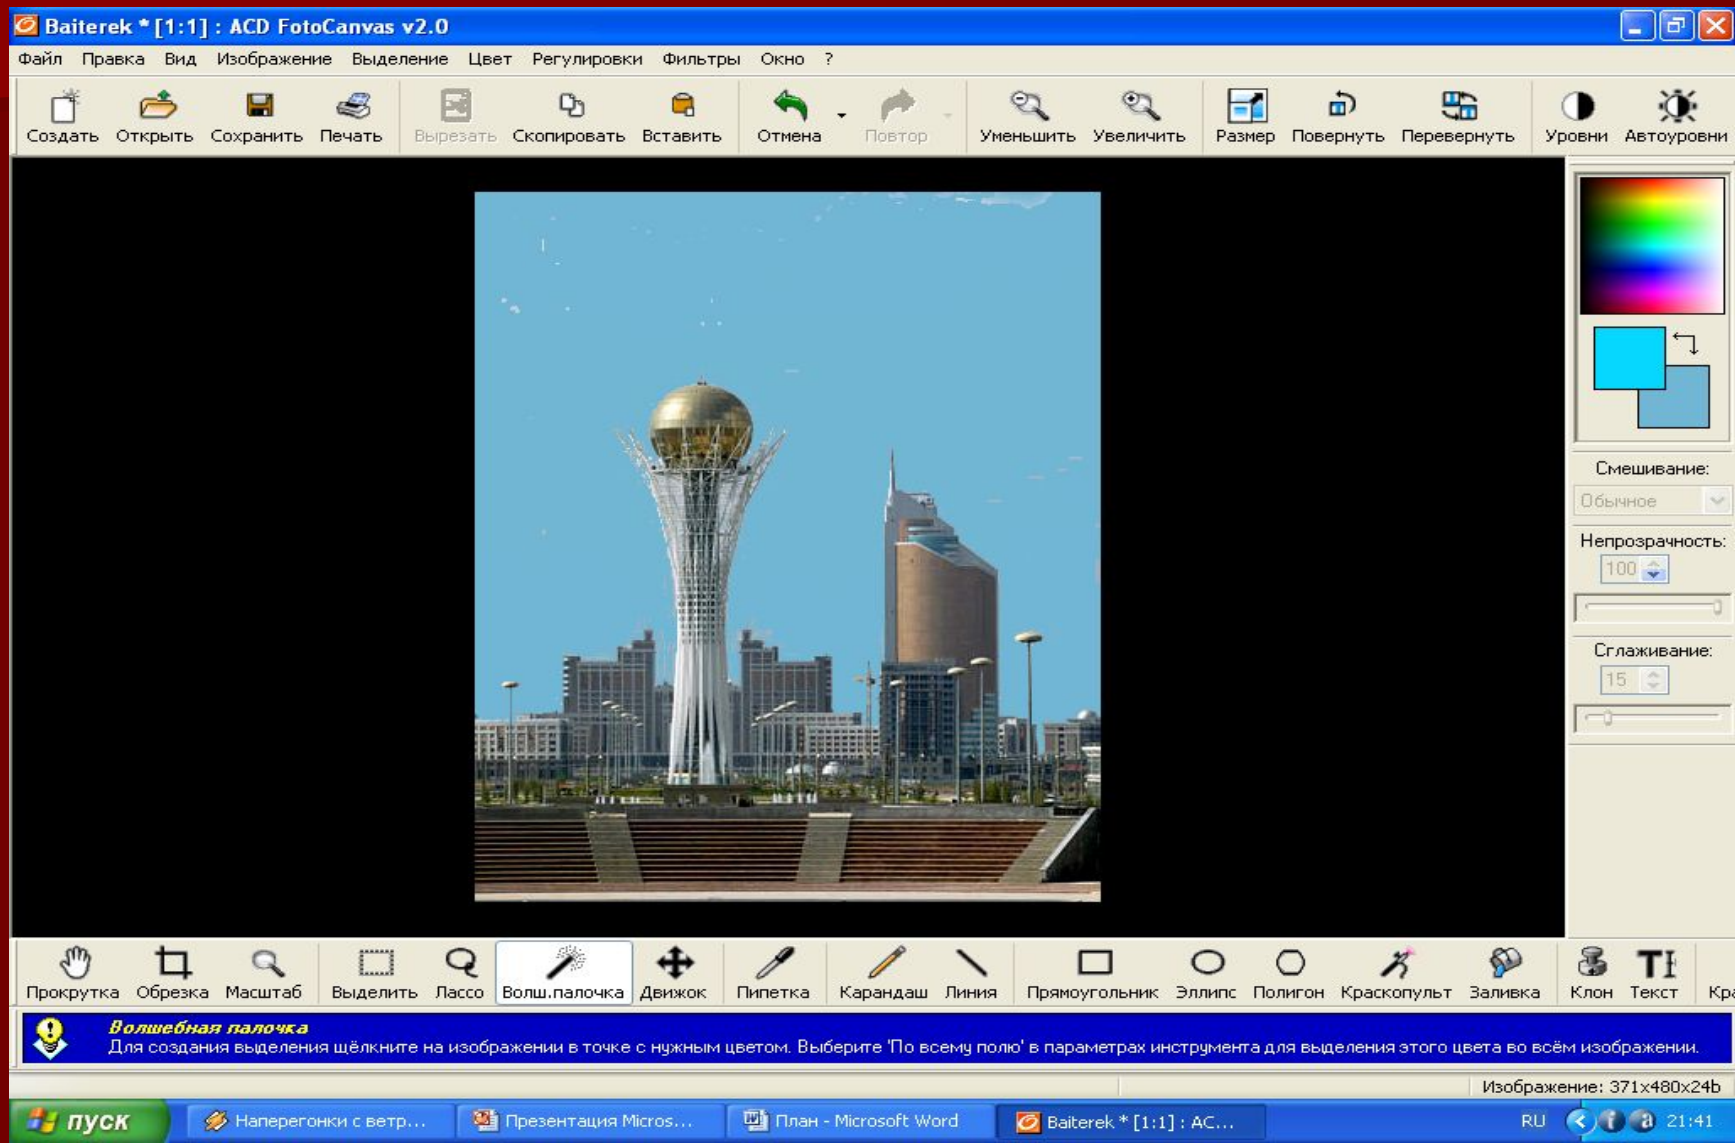 Baiterek * [1:1] : ACD FotoCanvas v2.0
Файл Правка Вид Изображение Выделение Цвет Регулировки Фильтры Окно ?
Создать Открыть Сохранить Печать Вырезать Скопировать Вставить Отмена Повтор Уменьшить Увеличить Размер Повернуть Перевернуть Уровни Автоуровни
Смешивание:
Обычное
Непрозрачность:
100
Сглаживание:
15
Прокрутка Обрезка Масштаб Выделить Лассо Волш.палочка Движок Пипетка Карандаш Линия Прямоугольник Эллипс Полигон Краскопульт Заливка Клон Текст Кра
Волшебная палочка
Для создания выделения щёлкните на изображении в точке с нужным цветом. Выберите 'По всему полю' в параметрах инструмента для выделения этого цвета во всём изображении.
Изображение: 371x480x24b
пуск Наперегонки с ветр... Презентация Micros... План - Microsoft Word Baiterek * [1:1] : AC... RU 21:41